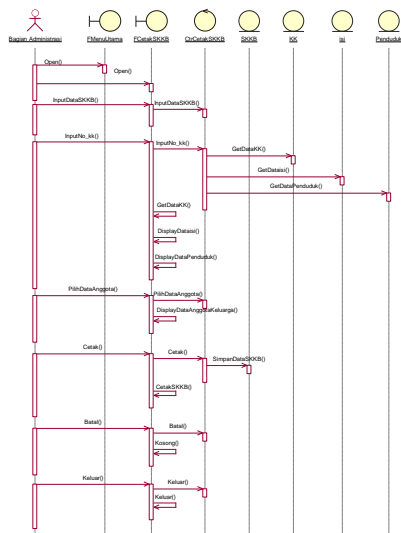 Bagian Administrasi FMenuUtama FCetakSKKB CtrCetakSKKB SKKB KK isi Penduduk
Open()
Open()
InputDataSKKB() InputDataSKKB()
InputNo_kk() InputNo_kk()
GetDataKK()
GetDataisi()
GetDataPenduduk()
GetDataKK()
DisplayDataisi()
DisplayDataPenduduk()
PilihDataAnggota() PilihDataAnggota()
DisplayDataAnggotaKeluarga()
Cetak() Cetak()
SimpanDataSKKB()
CetakSKKB()
Batal() Batal()
Kosong()
Keluar() Keluar()
Keluar()